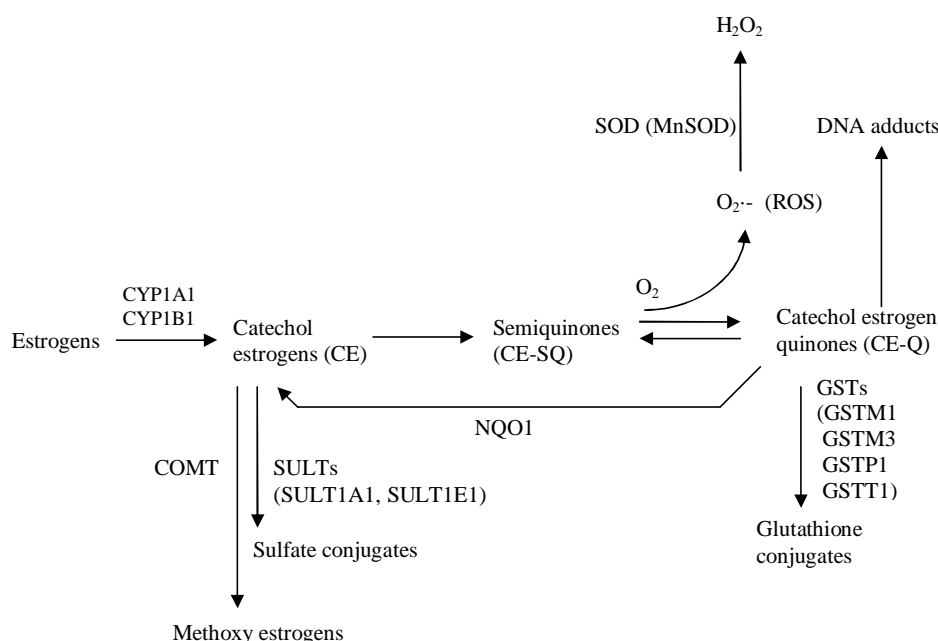 H₂O₂
SOD (MnSOD)
DNA adducts
O₂·- (ROS)
O₂
CYP1A1
CYP1B1
Estrogens
Catechol
estrogens (CE)
Semiquinones
(CE-SQ)
Catechol estrogen
quinones (CE-Q)
NQO1
GSTs
(GSTM1
GSTM3
GSTP1
GSTT1)
COMT
SULTs
(SULT1A1, SULT1E1)
Sulfate conjugates
Glutathione
conjugates
Methoxy estrogens